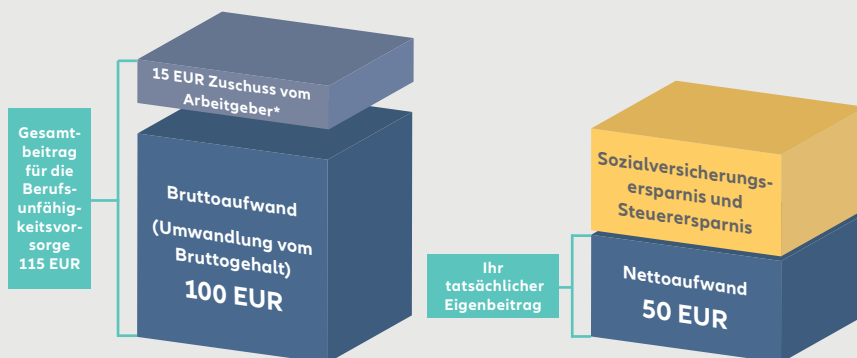 15 EUR Zuschuss vom
Arbeitgeber*
Gesamt-
beitrag
für die
Berufs-
unfähig-
keitsvor-
sorge
115 EUR
Bruttoaufwand
(Umwandlung vom
Bruttogehalt)
100 EUR
Sozialversicherungs-
ersparnis und
Steuerersparnis
Ihr
tatsächlicher
Eigenbeitrag
Nettoaufwand
50 EUR